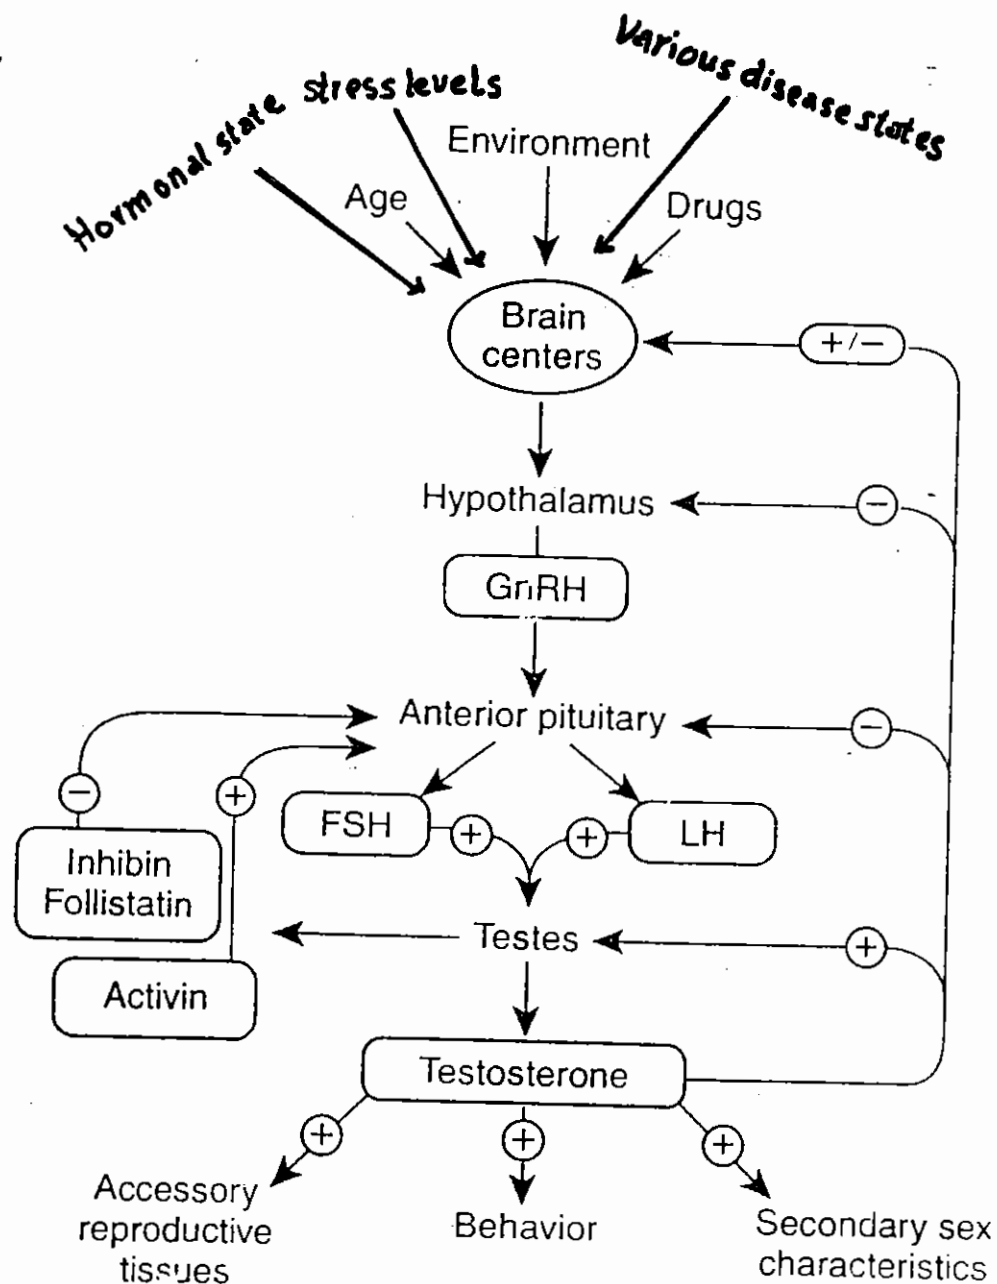 Various disease states
Hormonal state
stress levels
Environment
Age
Drugs
Brain
centers
+/−
Hypothalamus
−
GnRH
Anterior pituitary
−
−
+
FSH
+
+
LH
Inhibin
Follistatin
Testes
+
Activin
Testosterone
+
+
+
Accessory
reproductive
tissues
Behavior
Secondary sex
characteristics